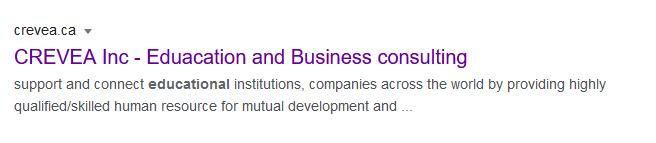 crevea.ca
CREVEA Inc - Eduacation and Business consulting
support and connect educational institutions, companies across the world by providing highly
qualified/skilled human resource for mutual development and ...